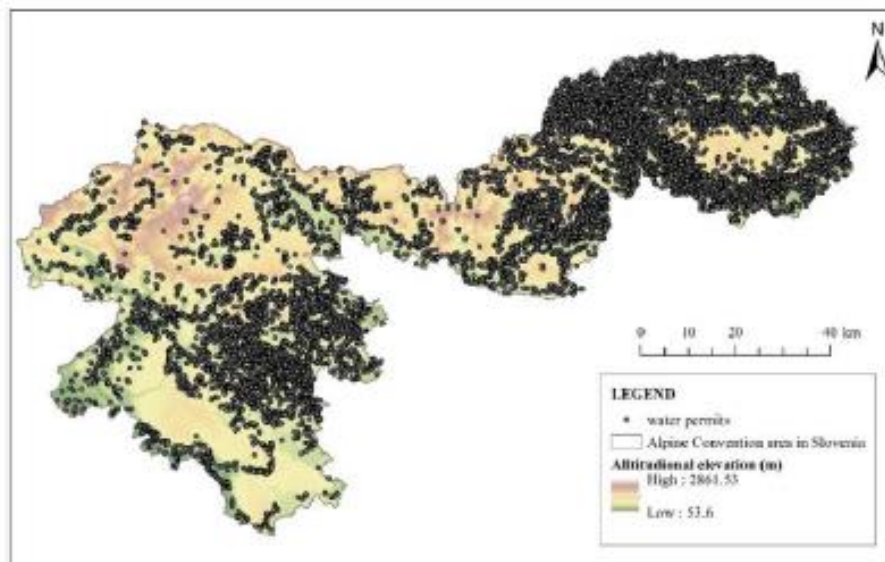 N
0 10 20 40 km
LEGEND
water permits
Alpine Convention area in Slovenia
Altitudional elevation (m)
High : 2861.53
Low : 53.6